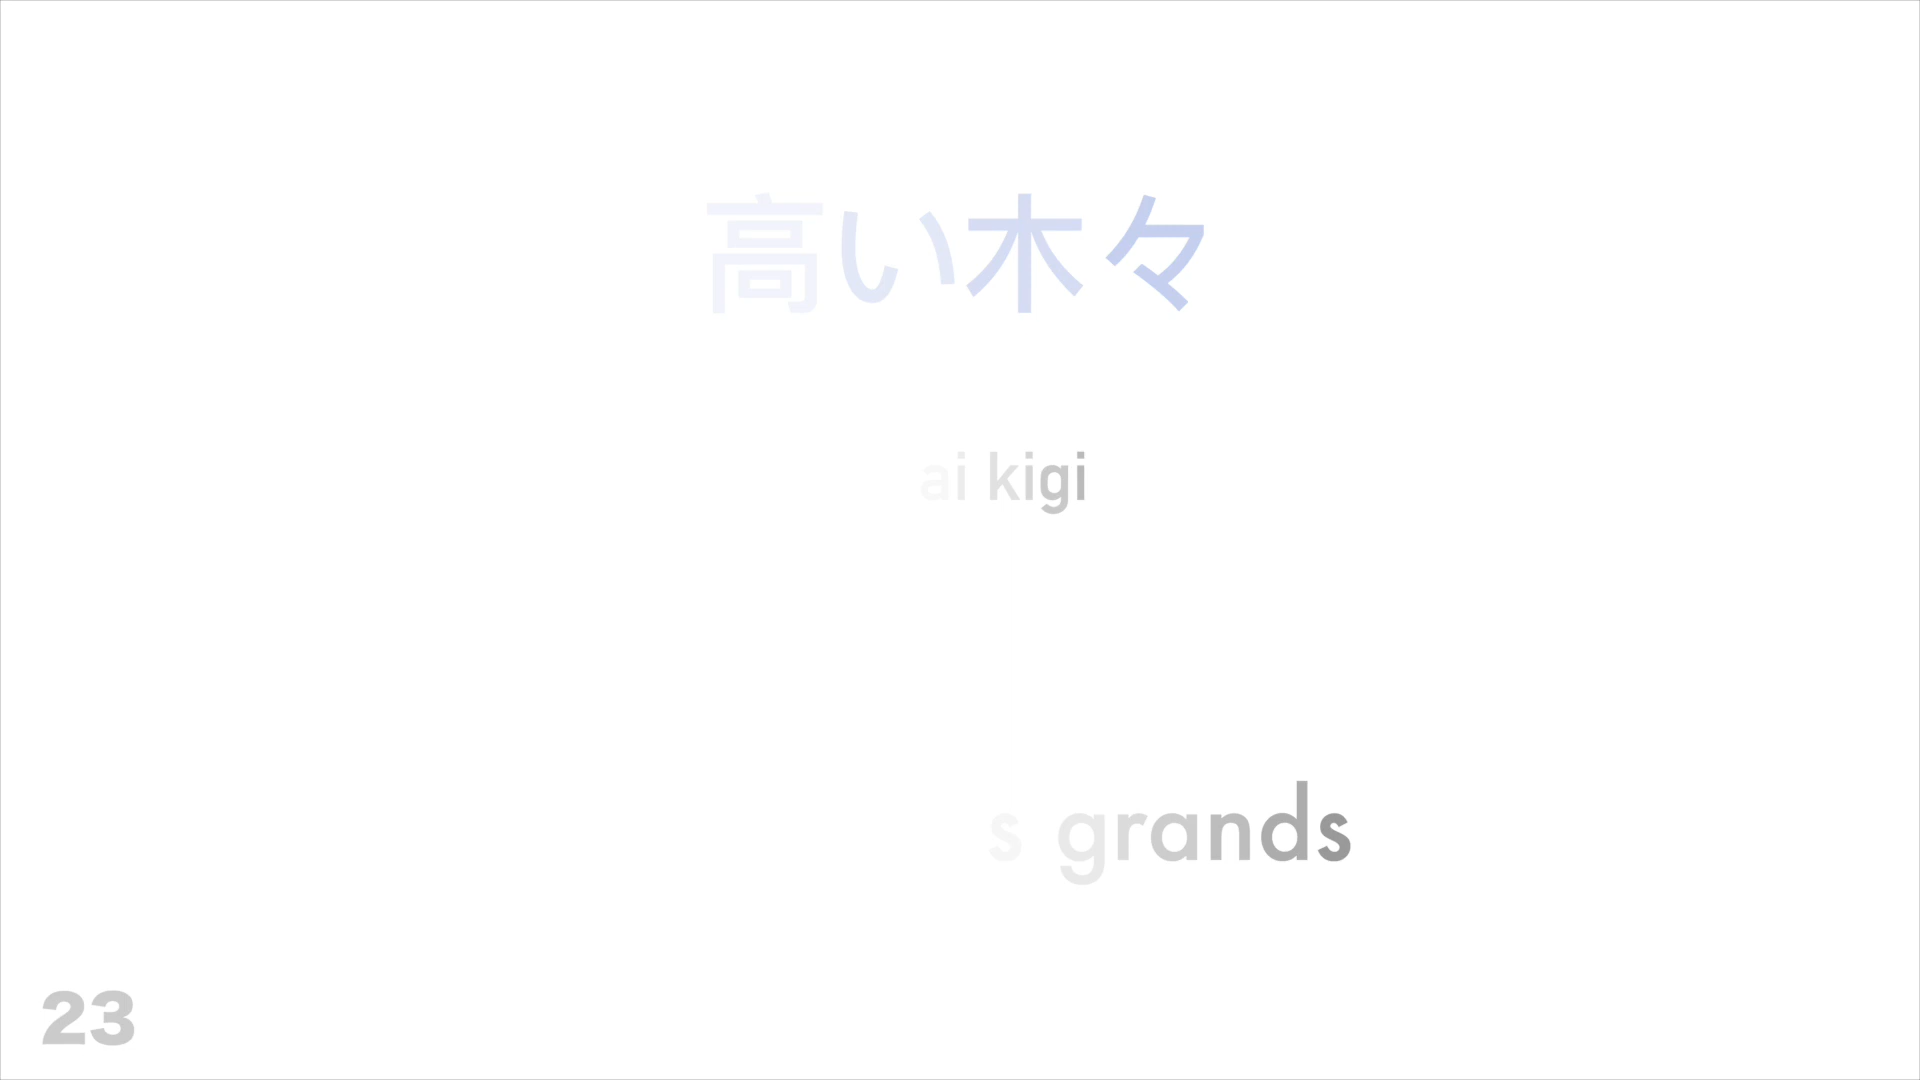 高い木々
ai kigi
s grands
23